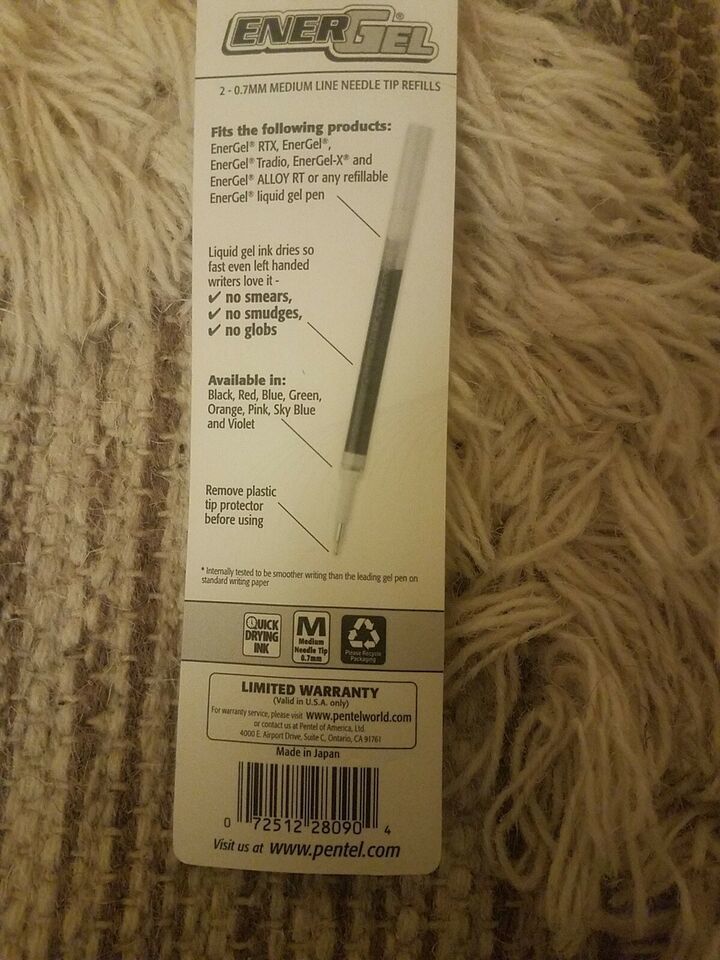 ENERGEL®
2 - 0.7MM MEDIUM LINE NEEDLE TIP REFILLS
Fits the following products:
EnerGel® RTX, EnerGel®,
EnerGel® Tradio, EnerGel-X® and
EnerGel® ALLOY RT or any refillable
EnerGel® liquid gel pen
Liquid gel ink dries so
fast even left handed
writers love it -
✓ no smears,
✓ no smudges,
✓ no globs
Available in:
Black, Red, Blue, Green,
Orange, Pink, Sky Blue
and Violet
Remove plastic
tip protector
before using
* Internally tested to be smoother writing than the leading gel pen on
standard writing paper
QUICK
DRYING
INK
M
Medium
Needle Tip
0.7mm
Please Recycle
Packaging
LIMITED WARRANTY
(Valid in U.S.A. only)
For warranty service, please visit www.pentelworld.com
or contact us at Pentel of America, Ltd.
4000 E. Airport Drive, Suite C, Ontario, CA 91761
Made in Japan
0 72512 28090 4
Visit us at www.pentel.com